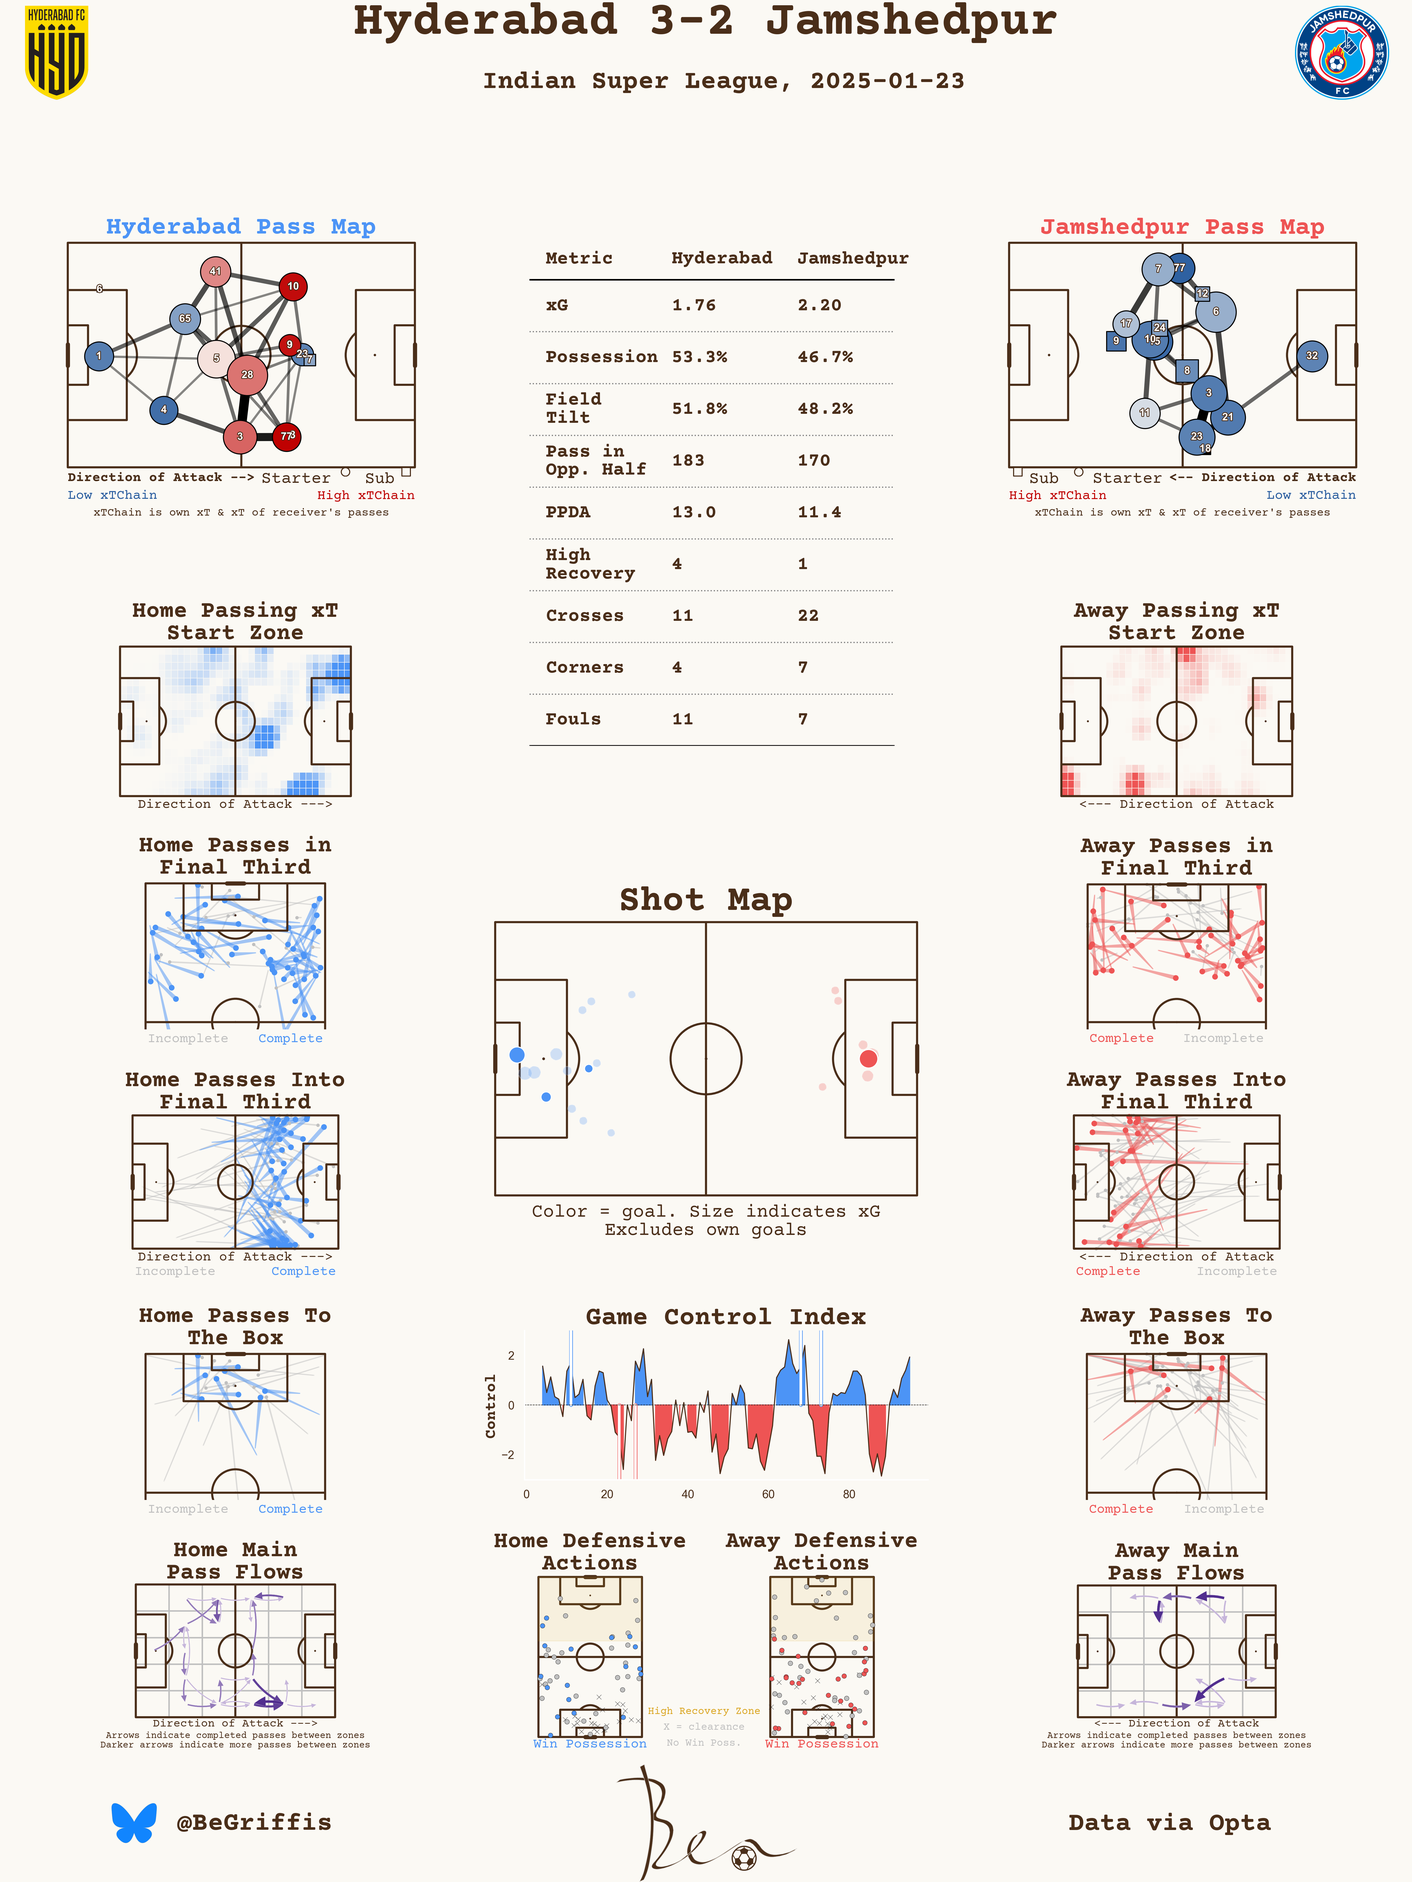 Hyderabad 3-2 Jamshedpur
Indian Super League, 2025-01-23
HYDERABAD FC
HYD
JAMSHEDPUR
FC
Hyderabad Pass Map
41
10
6
65
9
1
5
23
7
28
4
3
77
8
Direction of Attack --> Starter Sub
Low xTChain High xTChain
xTChain is own xT & xT of receiver's passes
Metric Hyderabad Jamshedpur
xG 1.76 2.20
Possession 53.3% 46.7%
Field
Tilt 51.8% 48.2%
Pass in
Opp. Half 183 170
PPDA 13.0 11.4
High
Recovery 4 1
Crosses 11 22
Corners 4 7
Fouls 11 7
Jamshedpur Pass Map
7
77
12
6
17
24
9
10
5
32
8
3
11
21
23
18
Sub Starter <-- Direction of Attack
High xTChain Low xTChain
xTChain is own xT & xT of receiver's passes
Home Passing xT
Start Zone
Direction of Attack --->
Away Passing xT
Start Zone
<--- Direction of Attack
Home Passes in
Final Third
Incomplete Complete
Away Passes in
Final Third
Complete Incomplete
Shot Map
Color = goal. Size indicates xG
Excludes own goals
Home Passes Into
Final Third
Direction of Attack --->
Incomplete Complete
Away Passes Into
Final Third
<--- Direction of Attack
Complete Incomplete
Home Passes To
The Box
Incomplete Complete
Game Control Index
Control
2
0
−2
0 20 40 60 80
Away Passes To
The Box
Complete Incomplete
Home Main
Pass Flows
Direction of Attack --->
Arrows indicate completed passes between zones
Darker arrows indicate more passes between zones
Home Defensive
Actions
Win Possession
Away Defensive
Actions
Win Possession
High Recovery Zone
X = clearance
No Win Poss.
Away Main
Pass Flows
<--- Direction of Attack
Arrows indicate completed passes between zones
Darker arrows indicate more passes between zones
@BeGriffis
Data via Opta